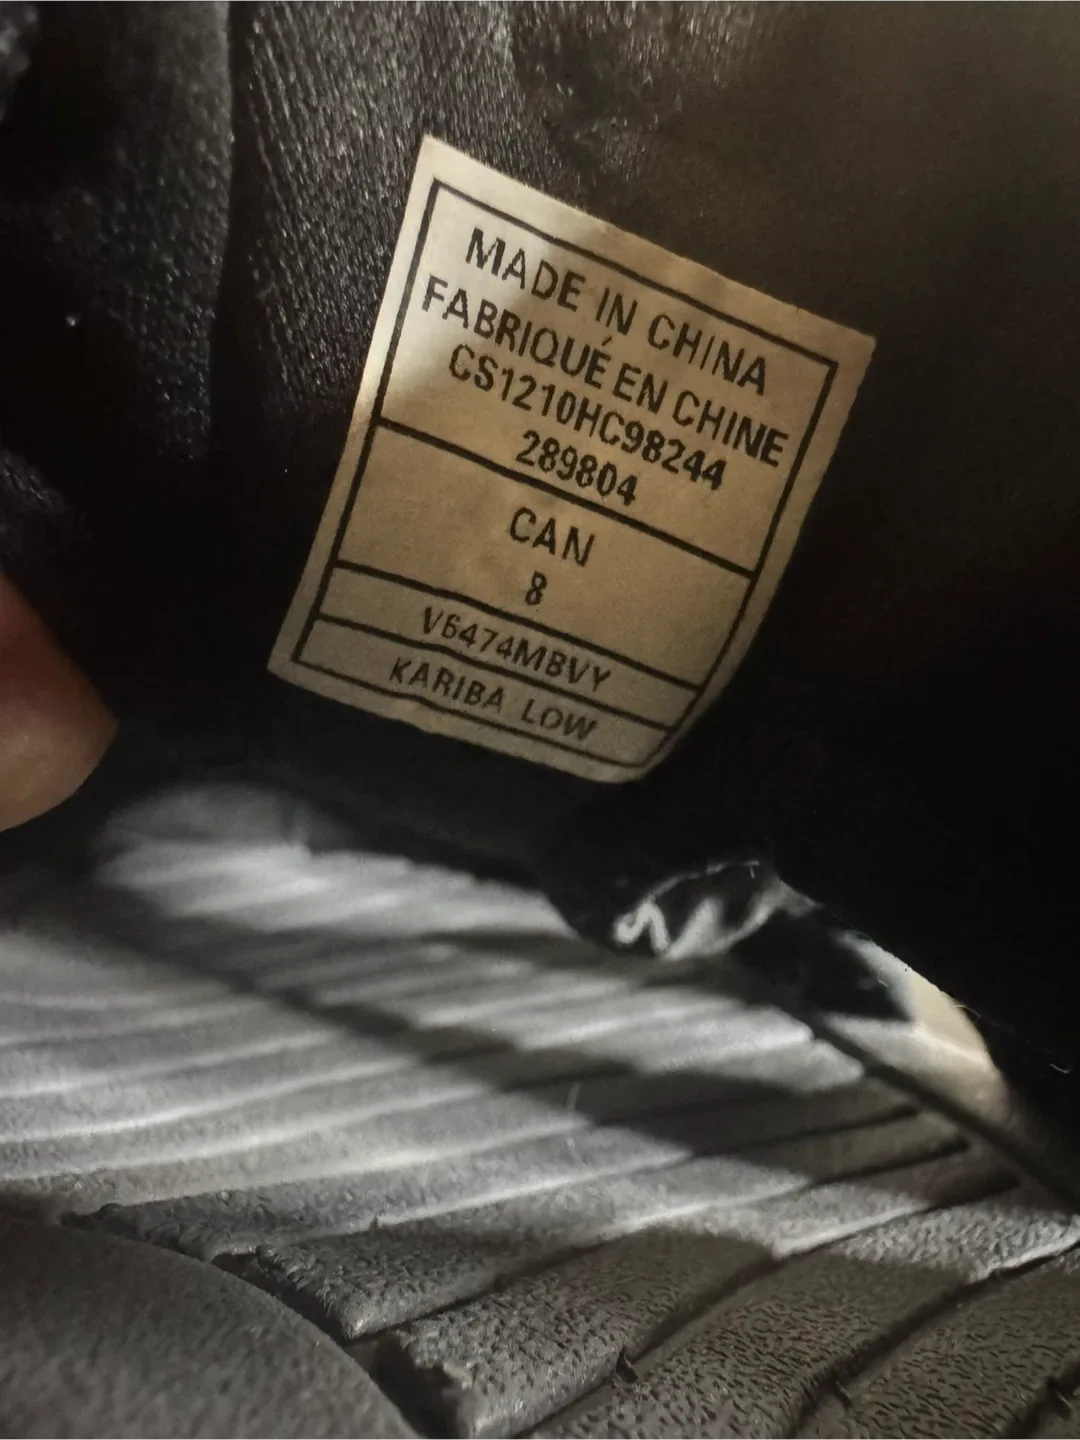 MADE IN CHINA
FABRIQUÉ EN CHINE
CS1210HC98244
289804
CAN
8
V6474MBVY
KARIBA LOW